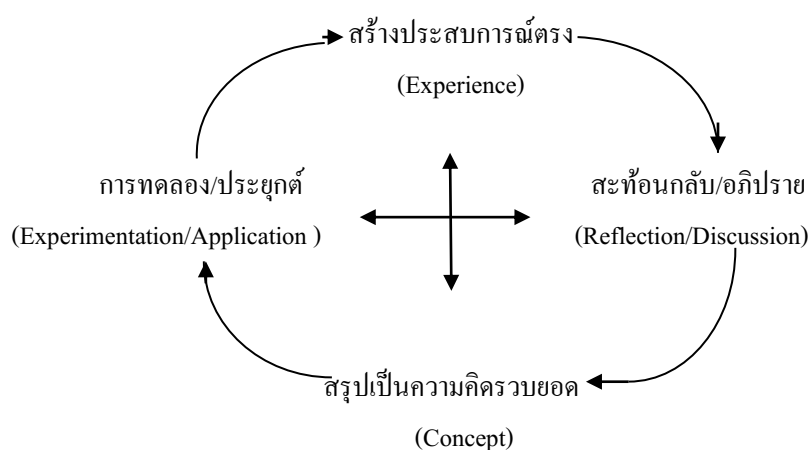 สร้างประสบการณ์ตรง
(Experience)
การทดลอง/ประยุกต์
(Experimentation/Application )
สะท้อนกลับ/อภิปราย
(Reflection/Discussion)
สรุปเป็นความคิดรวบยอด
(Concept)